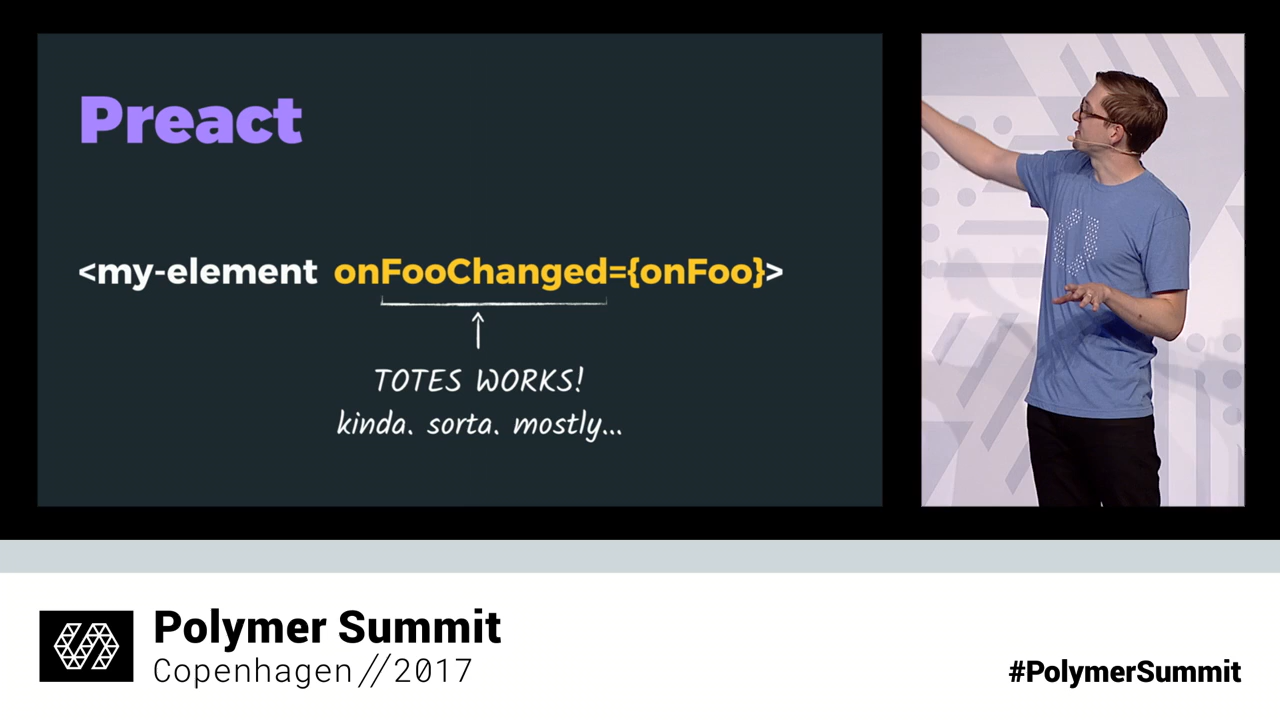 Preact
<my-element onFooChanged={onFoo}>
TOTES WORKS!
kinda. sorta. mostly...
Polymer Summit
Copenhagen //2017
#PolymerSummit